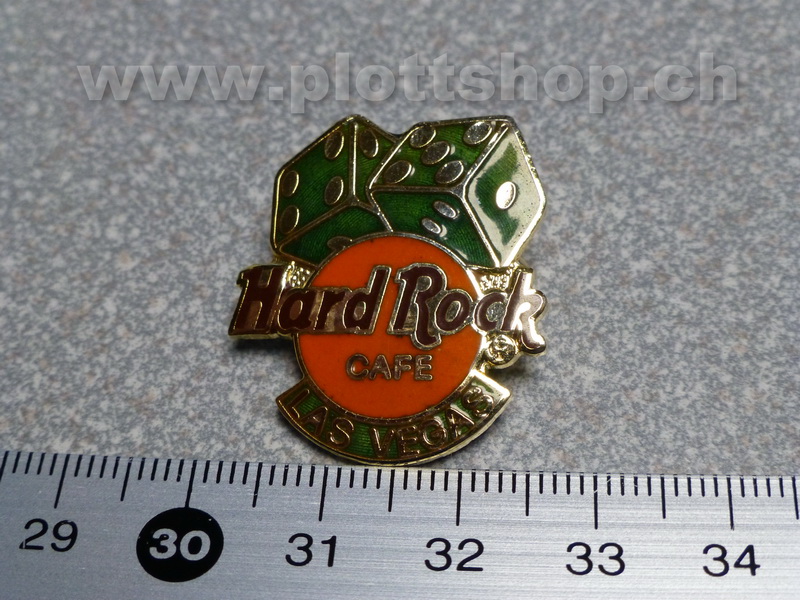 www.plottshop.ch
Hard Rock
CAFE
LAS VEGAS
29 30 31 32 33 34